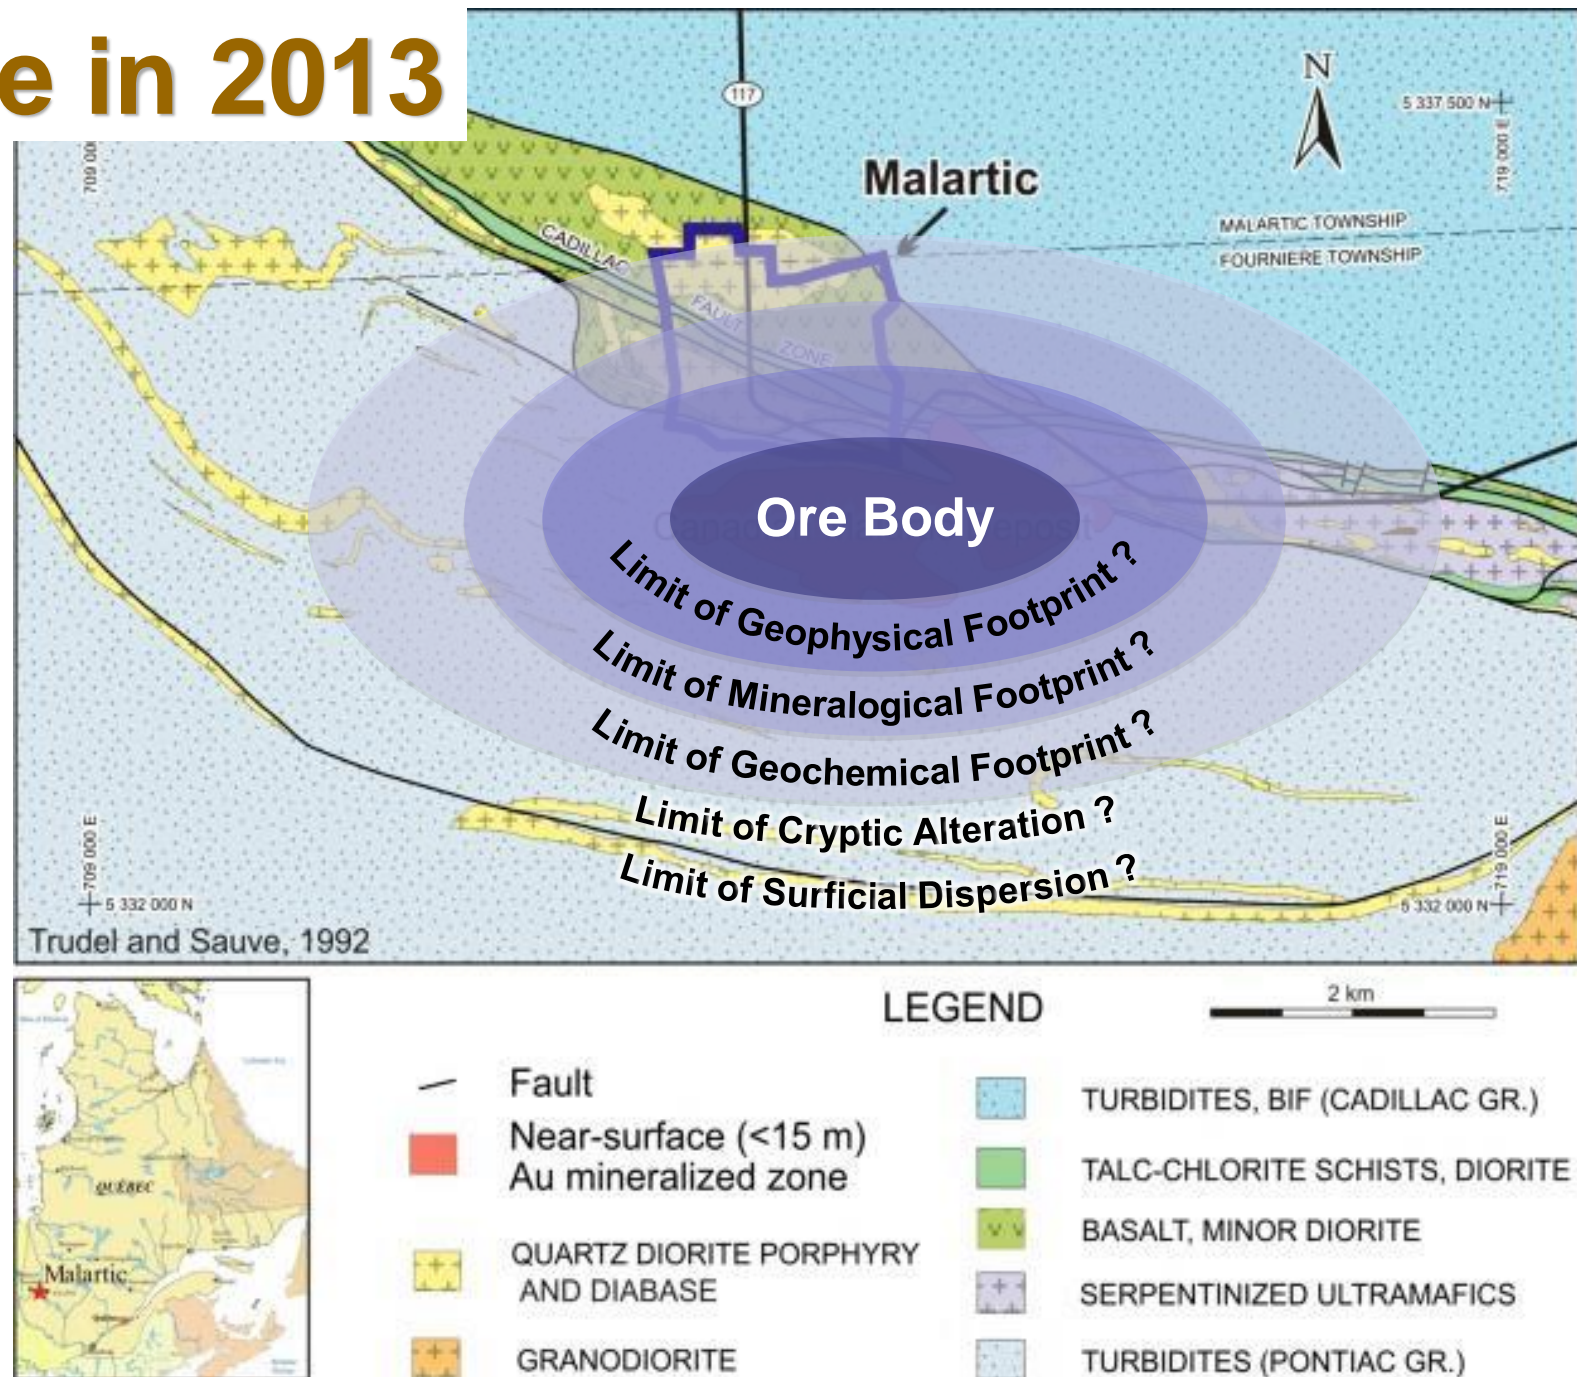 e in 2013
117
N
5 337 500 N
709 00
719 000 E
Malartic
MALARTIC TOWNSHIP
FOURNIERE TOWNSHIP
CADILLAC
FAULT
ZONE
Ore Body
Limit of Geophysical Footprint ?
Limit of Mineralogical Footprint ?
Limit of Geochemical Footprint ?
Limit of Cryptic Alteration ?
Limit of Surficial Dispersion ?
709 000 E
5 332 000 N
719 000 E
5 332 000 N
Trudel and Sauve, 1992
LEGEND
2 km
Fault
Near-surface (<15 m)
Au mineralized zone
QUARTZ DIORITE PORPHYRY
AND DIABASE
GRANODIORITE
TURBIDITES, BIF (CADILLAC GR.)
TALC-CHLORITE SCHISTS, DIORITE
BASALT, MINOR DIORITE
SERPENTINIZED ULTRAMAFICS
TURBIDITES (PONTIAC GR.)
QUÉBEC
Malartic